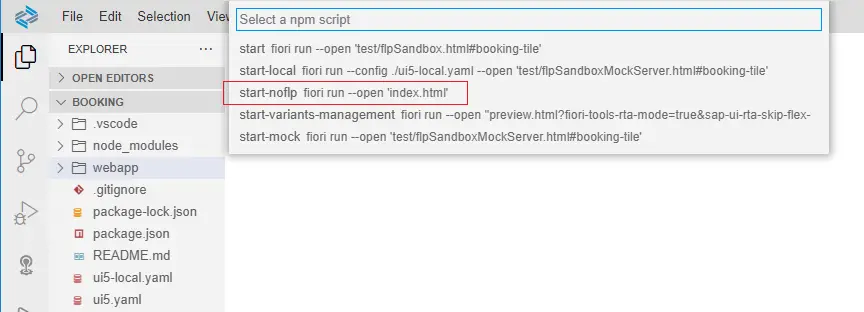 File Edit Selection Vie
Select a npm script
EXPLORER ...
start fiori run --open 'test/flpSandbox.html#booking-tile'
OPEN EDITORS
start-local fiori run --config ./ui5-local.yaml --open 'test/flpSandboxMockServer.html#booking-tile'
BOOKING
start-noflp fiori run --open 'index.html'
.vscode
start-variants-management fiori run --open "preview.html?fiori-tools-rta-mode=true&sap-ui-rta-skip-flex-
node_modules
start-mock fiori run --open 'test/flpSandboxMockServer.html#booking-tile'
webapp
.gitignore
package-lock.json
package.json
README.md
ui5-local.yaml
ui5.yaml